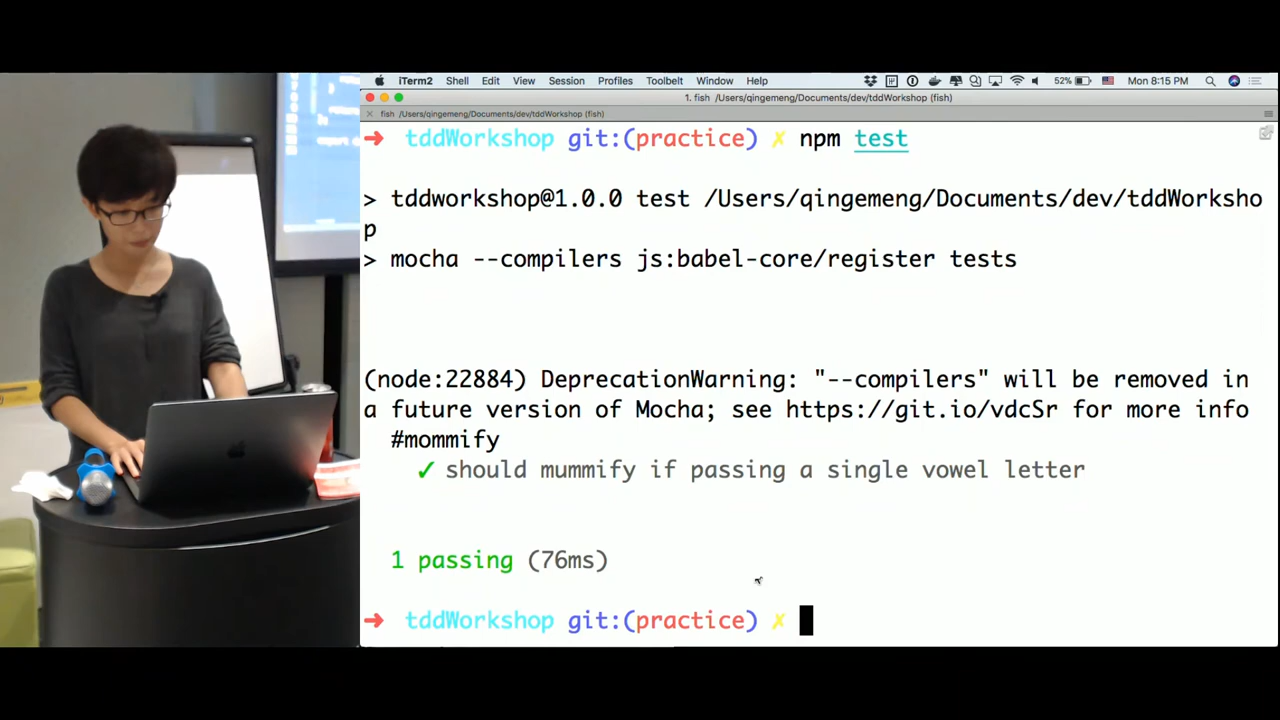 iTerm2 Shell Edit View Session Profiles Toolbelt Window Help 52% Mon 8:15 PM
1. fish /Users/qingemeng/Documents/dev/tddWorkshop (fish)
fish /Users/qingemeng/Documents/dev/tddWorkshop (fish)
➜ tddWorkshop git:(practice) ✗ npm test
> tddworkshop@1.0.0 test /Users/qingemeng/Documents/dev/tddWorksho
p
> mocha --compilers js:babel-core/register tests
(node:22884) DeprecationWarning: "--compilers" will be removed in
a future version of Mocha; see https://git.io/vdcSr for more info
#mommify
✓ should mummify if passing a single vowel letter
1 passing (76ms)
➜ tddWorkshop git:(practice) ✗